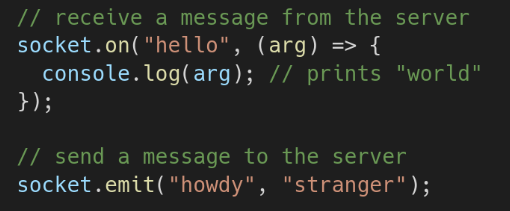 // receive a message from the server
socket.on("hello", (arg) => {
  console.log(arg); // prints "world"
});

// send a message to the server
socket.emit("howdy", "stranger");